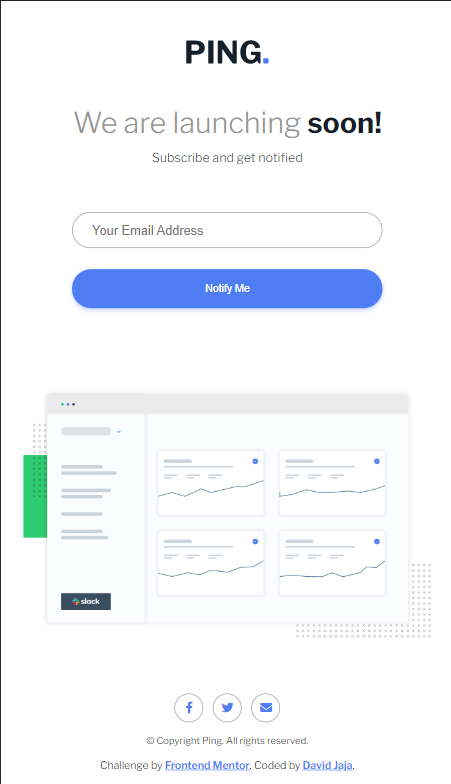 PING.
We are launching soon!
Subscribe and get notified
Your Email Address
Notify Me
slack
© Copyright Ping. All rights reserved.
Challenge by Frontend Mentor. Coded by David Jaja.